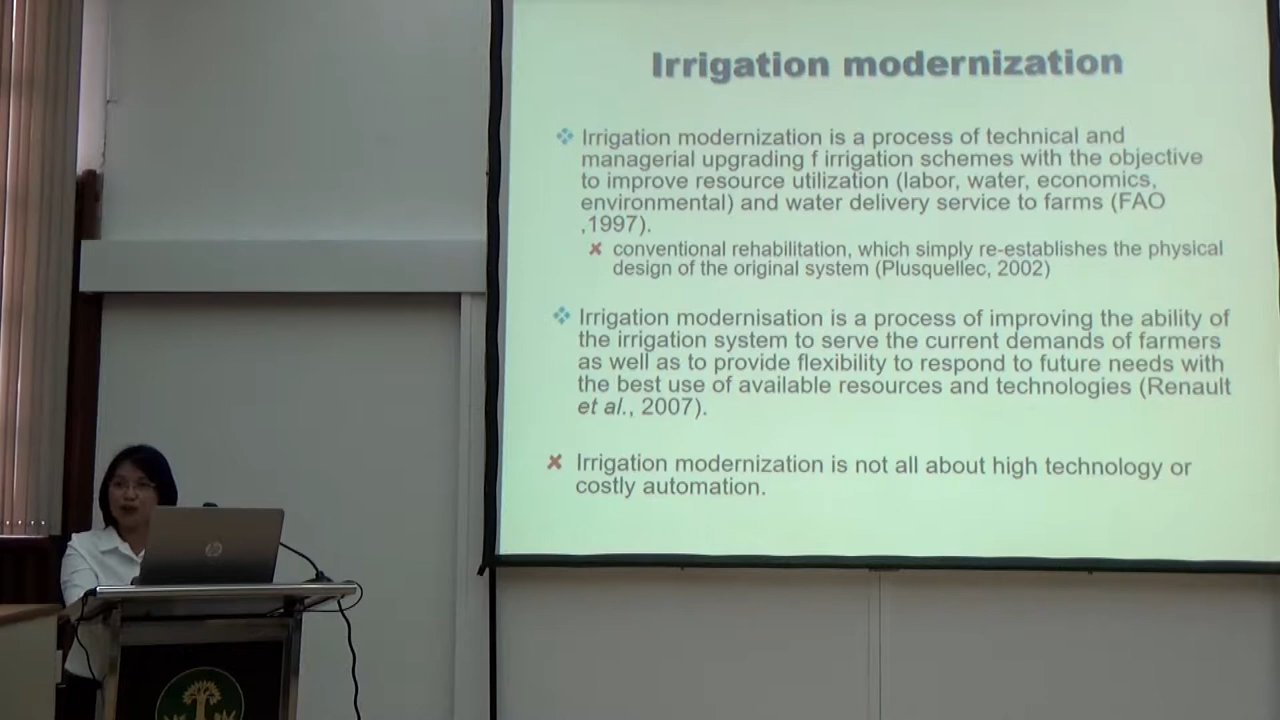 Irrigation modernization
Irrigation modernization is a process of technical and
managerial upgrading f irrigation schemes with the objective
to improve resource utilization (labor, water, economics,
environmental) and water delivery service to farms (FAO
,1997).
conventional rehabilitation, which simply re-establishes the physical
design of the original system (Plusquellec, 2002)
Irrigation modernisation is a process of improving the ability of
the irrigation system to serve the current demands of farmers
as well as to provide flexibility to respond to future needs with
the best use of available resources and technologies (Renault
et al., 2007).
Irrigation modernization is not all about high technology or
costly automation.
hp